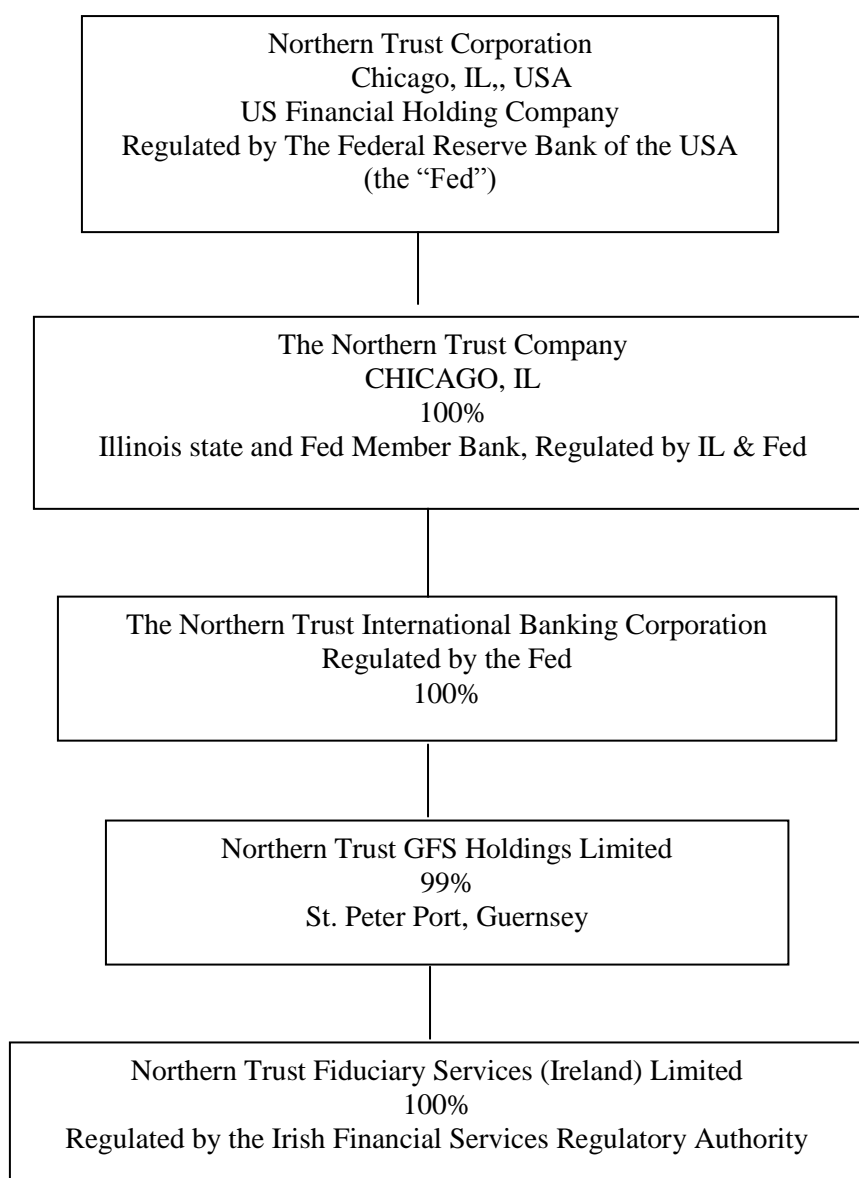 Northern Trust Corporation
Chicago, IL,, USA
US Financial Holding Company
Regulated by The Federal Reserve Bank of the USA
(the “Fed”)
The Northern Trust Company
CHICAGO, IL
100%
Illinois state and Fed Member Bank, Regulated by IL & Fed
The Northern Trust International Banking Corporation
Regulated by the Fed
100%
Northern Trust GFS Holdings Limited
99%
St. Peter Port, Guernsey
Northern Trust Fiduciary Services (Ireland) Limited
100%
Regulated by the Irish Financial Services Regulatory Authority